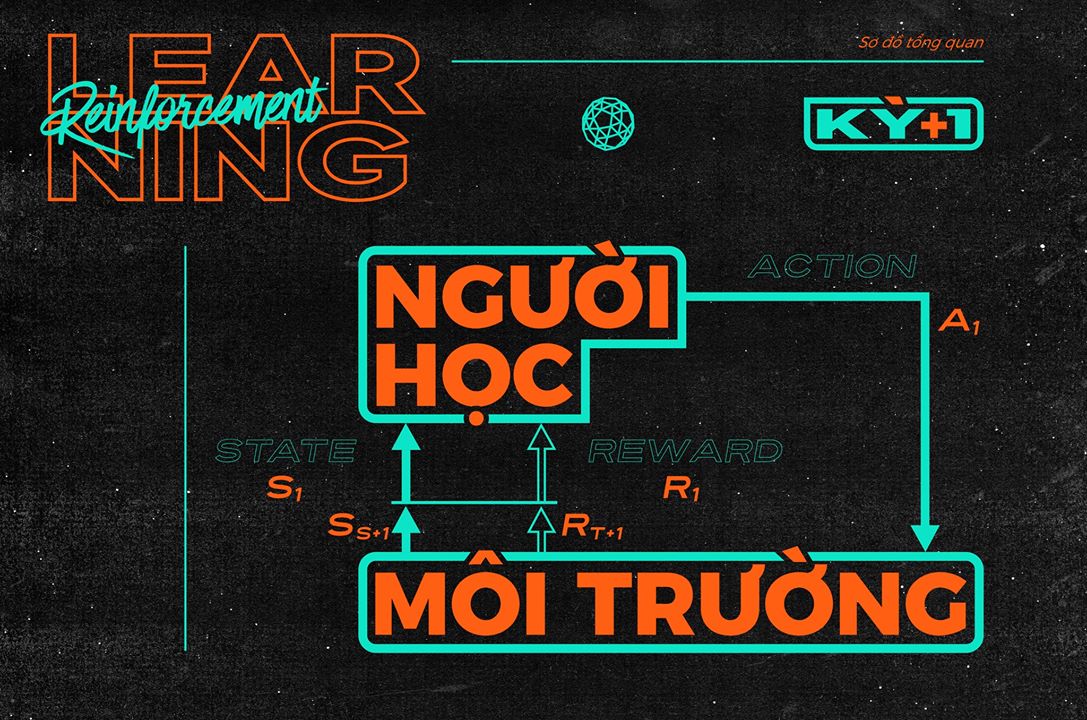 LEAR
Reinforcement
NING
Sơ đồ tổng quan
KỲ+1
NGƯỜI
HỌC
ACTION
A1
STATE
S1
REWARD
R1
SS+1
RT+1
MÔI TRƯỜNG